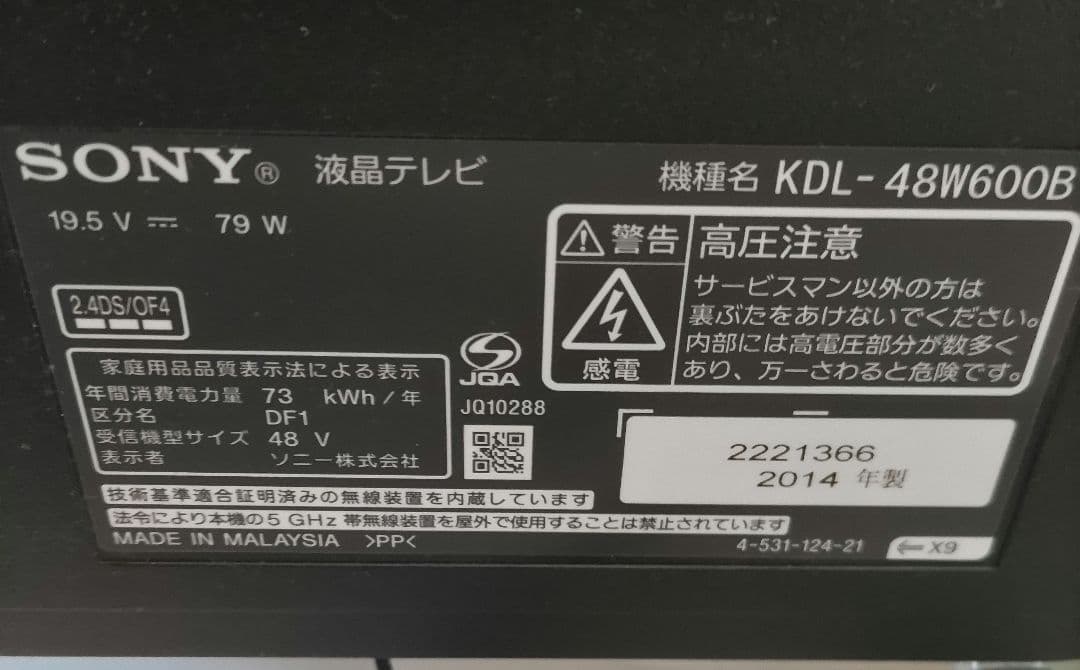 SONY® 液晶テレビ
機種名 KDL-48W600B
19.5 V ⎓ 79 W
2.4DS/OF4
⚠警告 高圧注意
サービスマン以外の方は
裏ぶたをあけないでください。
内部には高電圧部分が数多く
あり、万一さわると危険です。
感電
家庭用品品質表示法による表示
年間消費電力量 73 kWh/年
区分名 DF1
受信機型サイズ 48 V
表示者 ソニー株式会社
JQA
JQ10288
2221366
2014 年製
技術基準適合証明済みの無線装置を内蔵しています
法令により本機の5 GHz 帯無線装置を屋外で使用することは禁止されています
MADE IN MALAYSIA >PP<
4-531-124-21
←X9